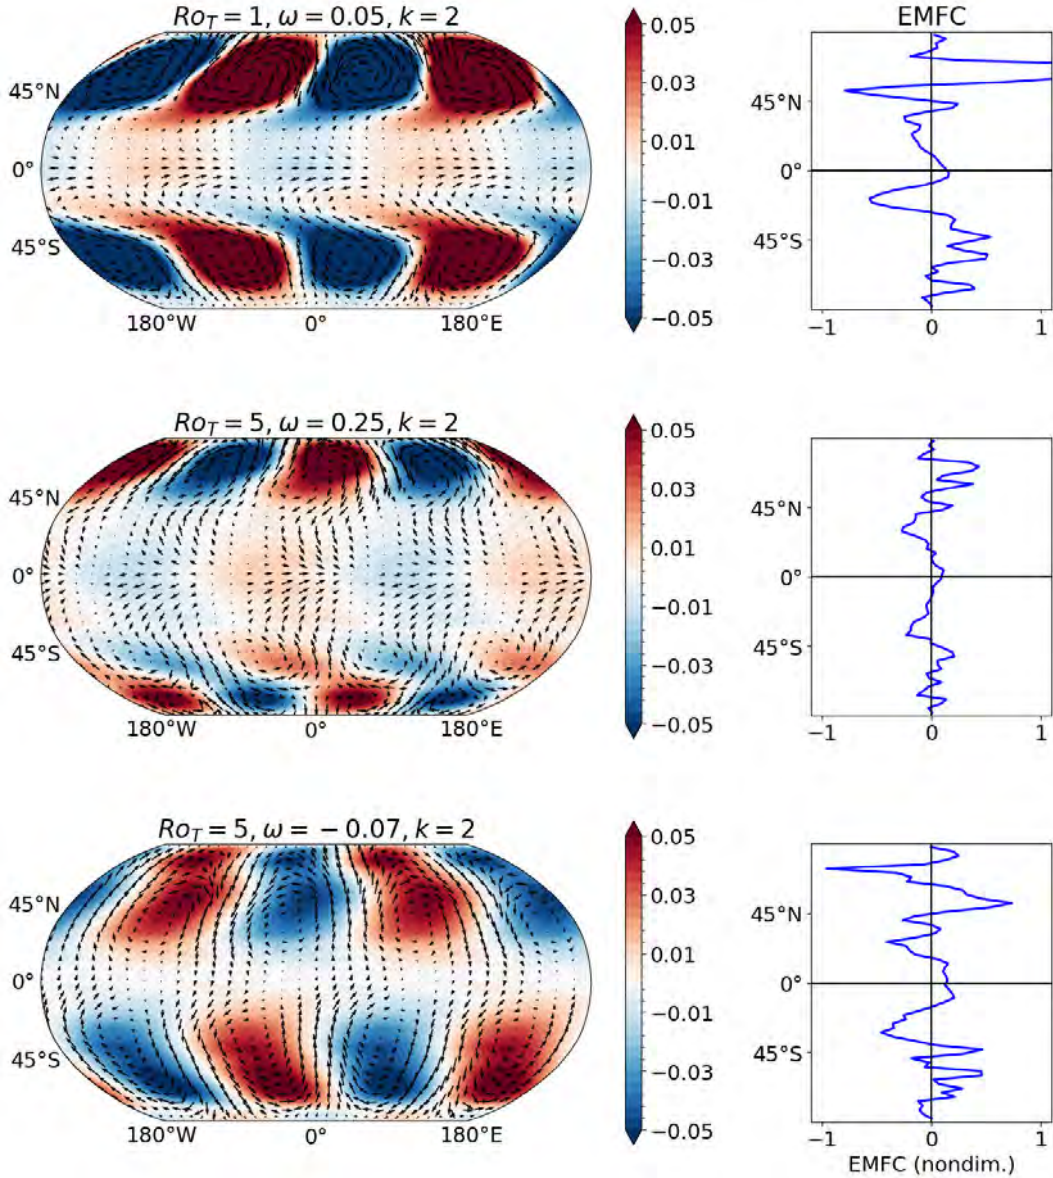 $Ro_T = 1, ω = 0.05, k = 2$
EMFC
45°N
0°
45°S
180°W 0° 180°E
0.05
0.03
0.01
−0.01
−0.03
−0.05
45°N
0°
45°S
−1 0 1
$Ro_T = 5, ω = 0.25, k = 2$
45°N
0°
45°S
180°W 0° 180°E
0.05
0.03
0.01
−0.01
−0.03
−0.05
45°N
0°
45°S
−1 0 1
$Ro_T = 5, ω = − 0.07, k = 2$
45°N
0°
45°S
180°W 0° 180°E
0.05
0.03
0.01
−0.01
−0.03
−0.05
45°N
0°
45°S
−1 0 1
EMFC (nondim.)